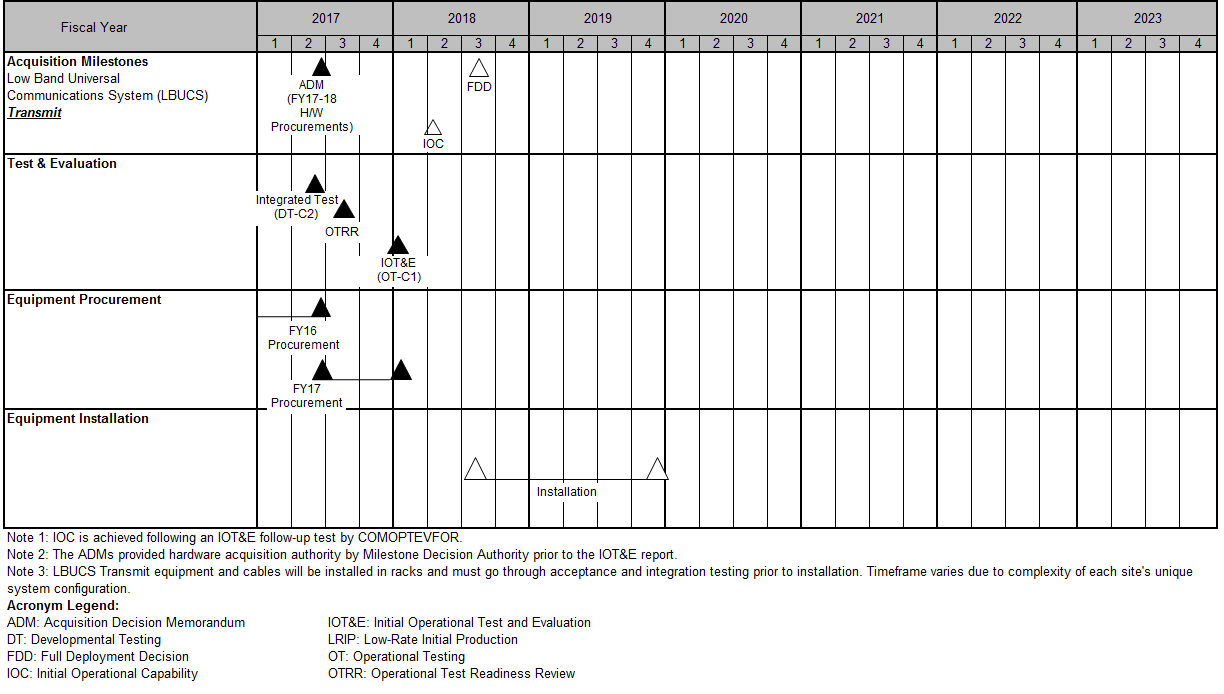 Fiscal Year
2017 2018 2019 2020 2021 2022 2023
1 2 3 4 1 2 3 4 1 2 3 4 1 2 3 4 1 2 3 4 1 2 3 4 1 2 3 4
Acquisition Milestones
Low Band Universal
Communications System (LBUCS)
Transmit
ADM
(FY17-18
H/W
Procurements)
FDD
IOC
Test & Evaluation
Integrated Test
(DT-C2)
OTRR
IOT&E
(OT-C1)
Equipment Procurement
FY16
Procurement
FY17
Procurement
Equipment Installation
Installation
Note 1: IOC is achieved following an IOT&E follow-up test by COMOPTEVFOR.
Note 2: The ADMs provided hardware acquisition authority by Milestone Decision Authority prior to the IOT&E report.
Note 3: LBUCS Transmit equipment and cables will be installed in racks and must go through acceptance and integration testing prior to installation. Timeframe varies due to complexity of each site's unique
system configuration.
Acronym Legend:
ADM: Acquisition Decision Memorandum IOT&E: Initial Operational Test and Evaluation
DT: Developmental Testing LRIP: Low-Rate Initial Production
FDD: Full Deployment Decision OT: Operational Testing
IOC: Initial Operational Capability OTRR: Operational Test Readiness Review